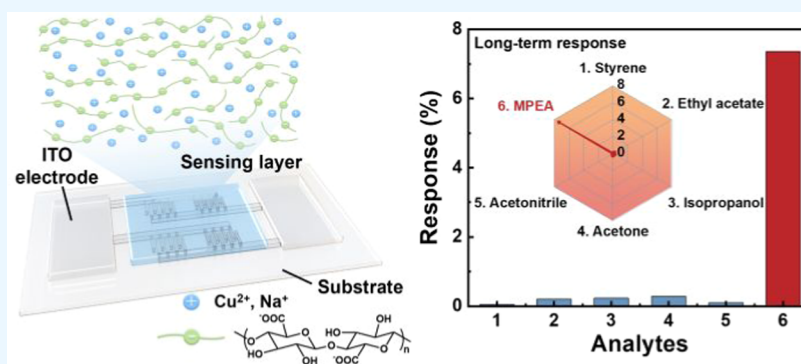 ITO
electrode
Sensing layer
Substrate
Cu²⁺, Na⁺
⁻OOC
OH
O
HO
OH
O
HO
OH
O
HO
O
OOC⁻
n
8
6
4
2
0
Response (%)
Long-term response
1. Styrene
6. MPEA
2. Ethyl acetate
5. Acetonitrile
3. Isopropanol
4. Acetone
8
6
4
2
0
1 2 3 4 5 6
Analytes